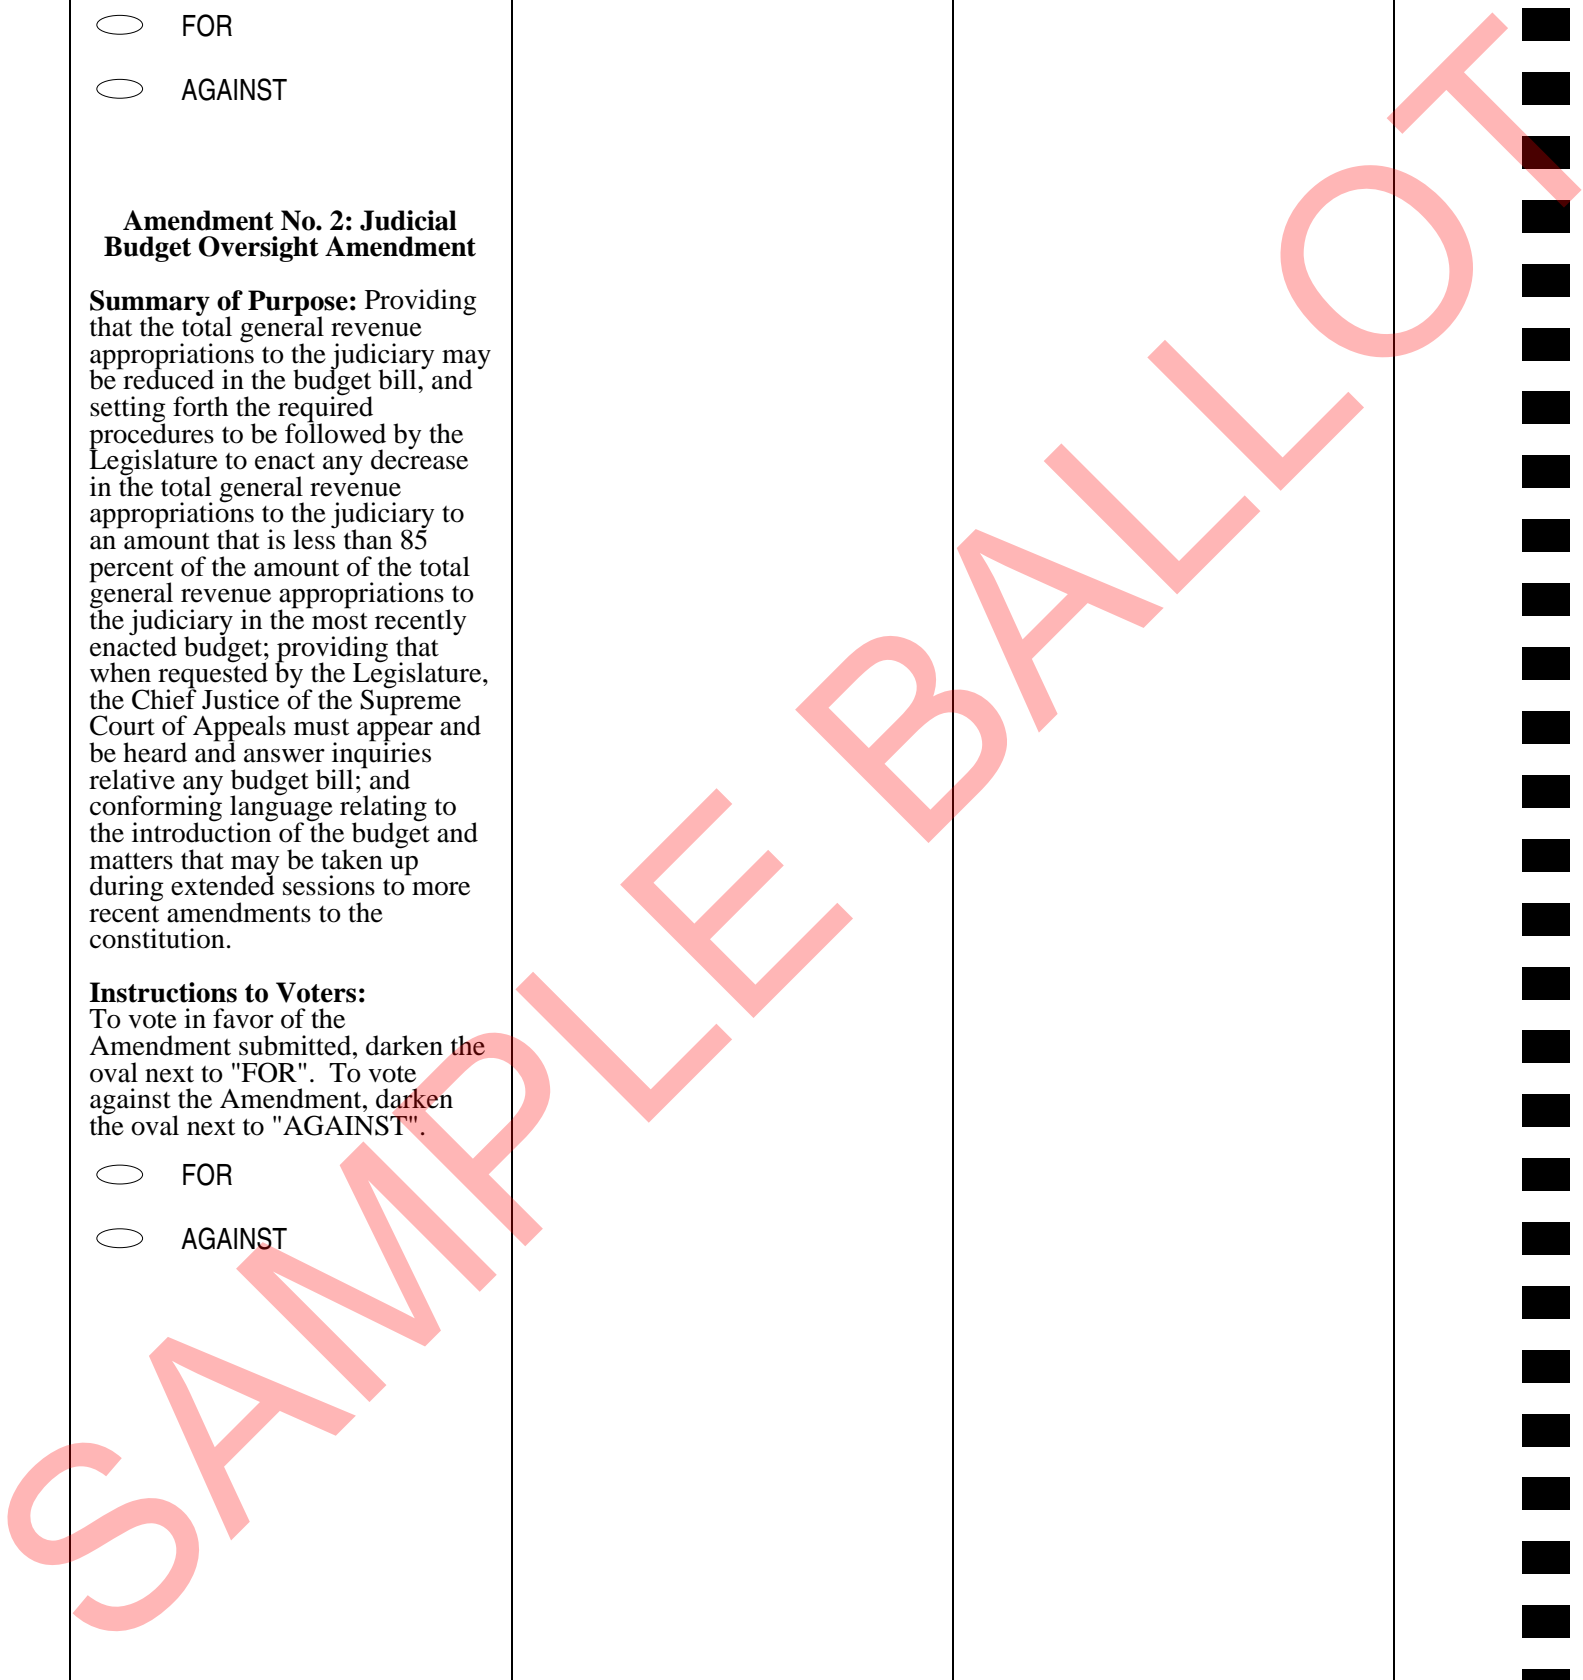 FOR
AGAINST
Amendment No. 2: Judicial
Budget Oversight Amendment
Summary of Purpose: Providing
that the total general revenue
appropriations to the judiciary may
be reduced in the budget bill, and
setting forth the required
procedures to be followed by the
Legislature to enact any decrease
in the total general revenue
appropriations to the judiciary to
an amount that is less than 85
percent of the amount of the total
general revenue appropriations to
the judiciary in the most recently
enacted budget; providing that
when requested by the Legislature,
the Chief Justice of the Supreme
Court of Appeals must appear and
be heard and answer inquiries
relative any budget bill; and
conforming language relating to
the introduction of the budget and
matters that may be taken up
during extended sessions to more
recent amendments to the
constitution.
Instructions to Voters:
To vote in favor of the
Amendment submitted, darken the
oval next to "FOR".  To vote
against the Amendment, darken
the oval next to "AGAINST".
FOR
AGAINST
SAMPLE BALLOT